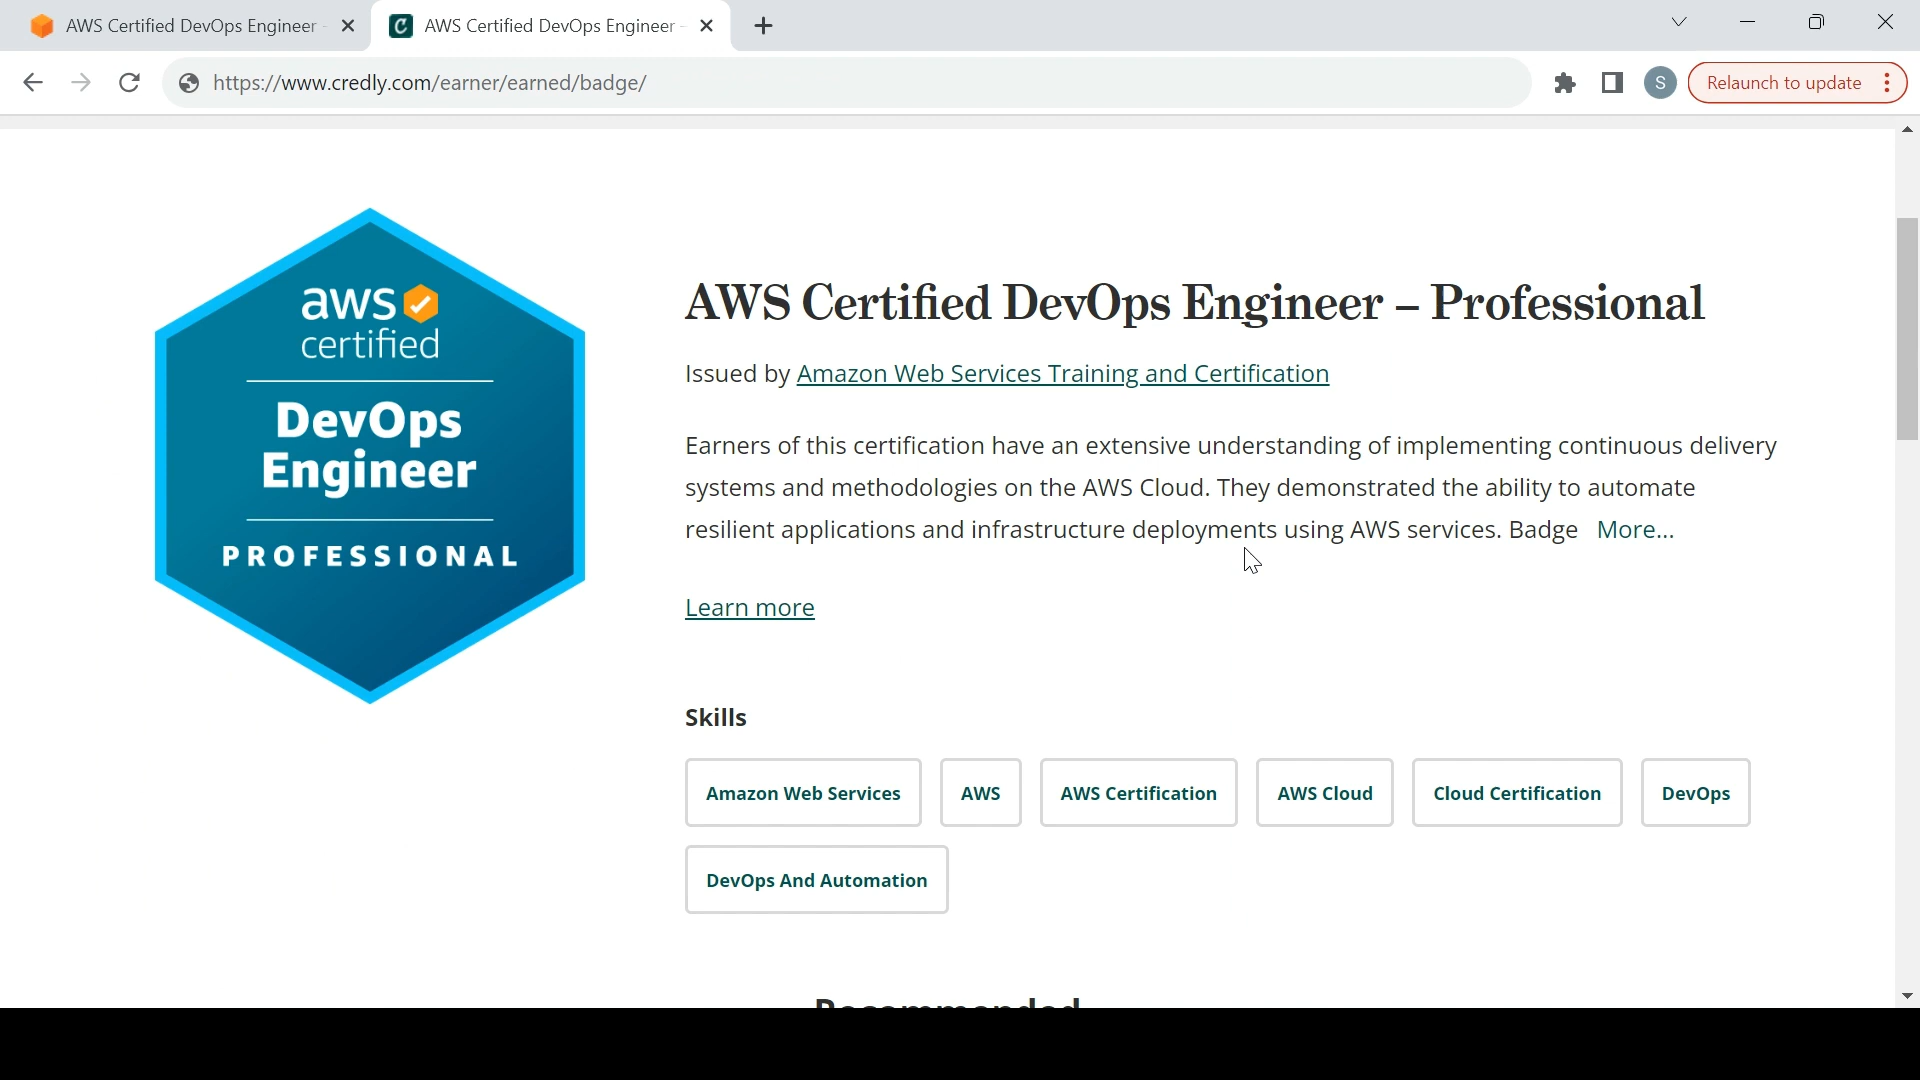 AWS Certified DevOps Engineer -
AWS Certified DevOps Engineer -
https://www.credly.com/earner/earned/badge/
S
Relaunch to update
aws
certified
DevOps
Engineer
PROFESSIONAL
AWS Certified DevOps Engineer – Professional
Issued by Amazon Web Services Training and Certification
Earners of this certification have an extensive understanding of implementing continuous delivery
systems and methodologies on the AWS Cloud. They demonstrated the ability to automate
resilient applications and infrastructure deployments using AWS services. Badge More...
Learn more
Skills
Amazon Web Services
AWS
AWS Certification
AWS Cloud
Cloud Certification
DevOps
DevOps And Automation
Recommended